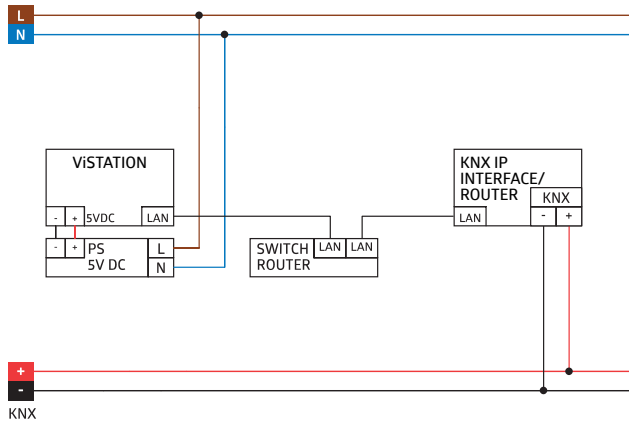 L
N
ViSTATION
- + 5VDC LAN
- + PS L
5V DC N
SWITCH LAN LAN
ROUTER
KNX IP
INTERFACE/
ROUTER KNX
LAN - +
+
-
KNX